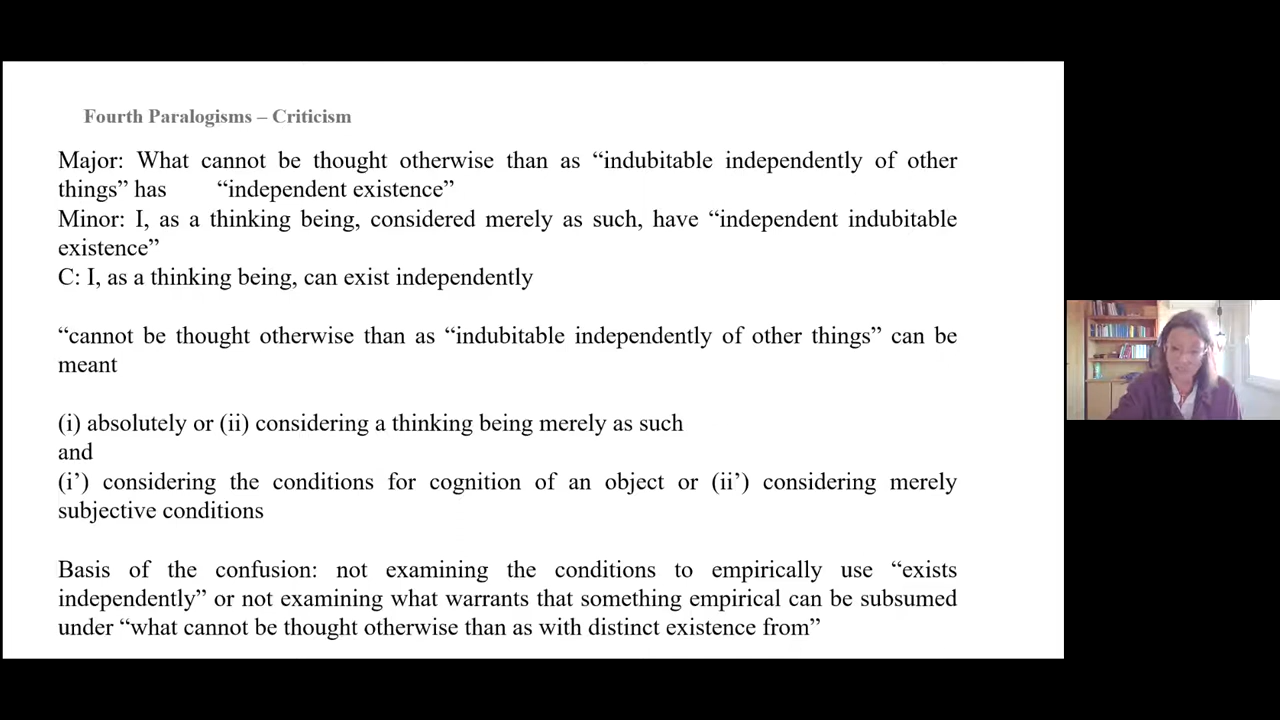 Fourth Paralogisms – Criticism
Major: What cannot be thought otherwise than as “indubitable independently of other
things” has “independent existence”
Minor: I, as a thinking being, considered merely as such, have “independent indubitable
existence”
C: I, as a thinking being, can exist independently
“cannot be thought otherwise than as “indubitable independently of other things” can be
meant
(i) absolutely or (ii) considering a thinking being merely as such
and
(i’) considering the conditions for cognition of an object or (ii’) considering merely
subjective conditions
Basis of the confusion: not examining the conditions to empirically use “exists
independently” or not examining what warrants that something empirical can be subsumed
under “what cannot be thought otherwise than as with distinct existence from”